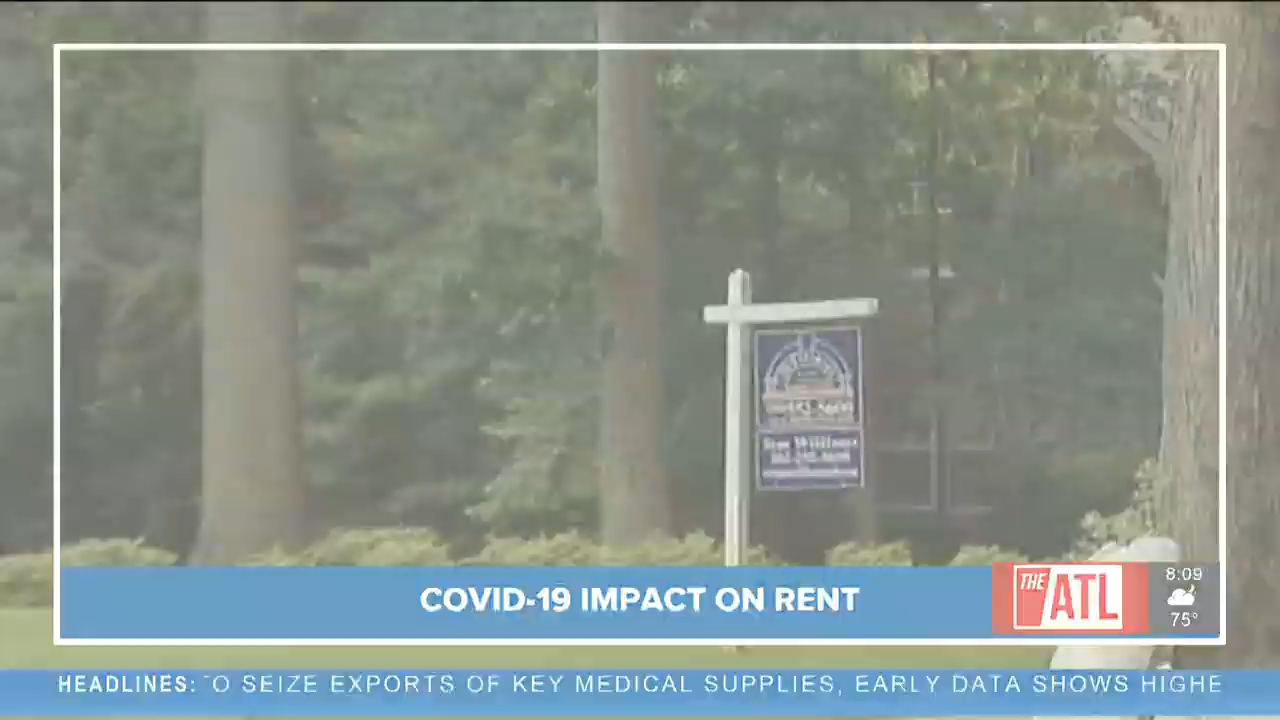 COVID-19 IMPACT ON RENT
THE
ATL
8:09
75°
HEADLINES: TO SEIZE EXPORTS OF KEY MEDICAL SUPPLIES, EARLY DATA SHOWS HIGHE